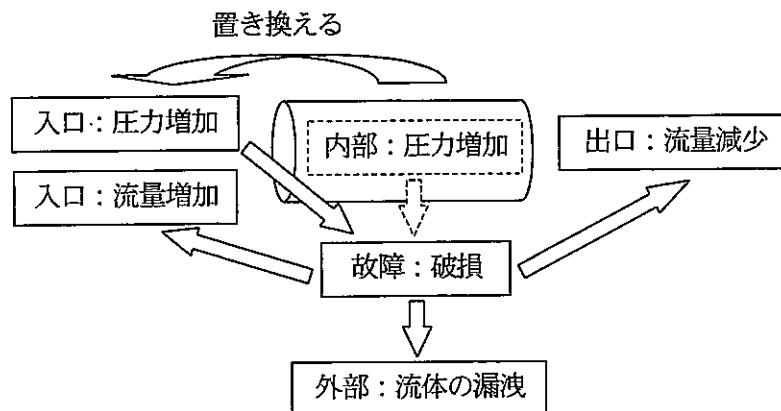 置き換える
入口：圧力増加
内部：圧力増加
出口：流量減少
入口：流量増加
故障：破損
外部：流体の漏洩